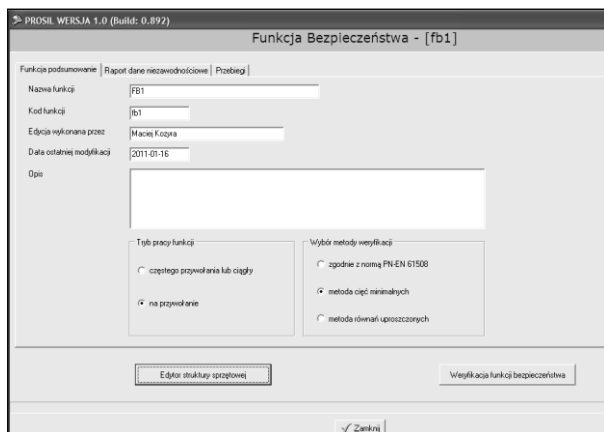 PROSIL WERSJA 1.0 (Build: 0.892)
Funkcja Bezpieczeństwa - [fb1]
Funkcja podsumowanie Raport dane niezawodnościowe Przebiegi
Nazwa funkcji FB1
Kod funkcji fb1
Edycja wykonana przez Maciej Kozyra
Data ostatniej modyfikacji 2011-01-16
Opis
Tryb pracy funkcji Wybór metody weryfikacji
częstego przywołania lub ciągły zgodnie z normą PN-EN 61508
na przywołanie metoda cięć minimalnych
metoda równań uproszczonych
Edytor struktury sprzętowej Weryfikacja funkcji bezpieczeństwa
Zamknij